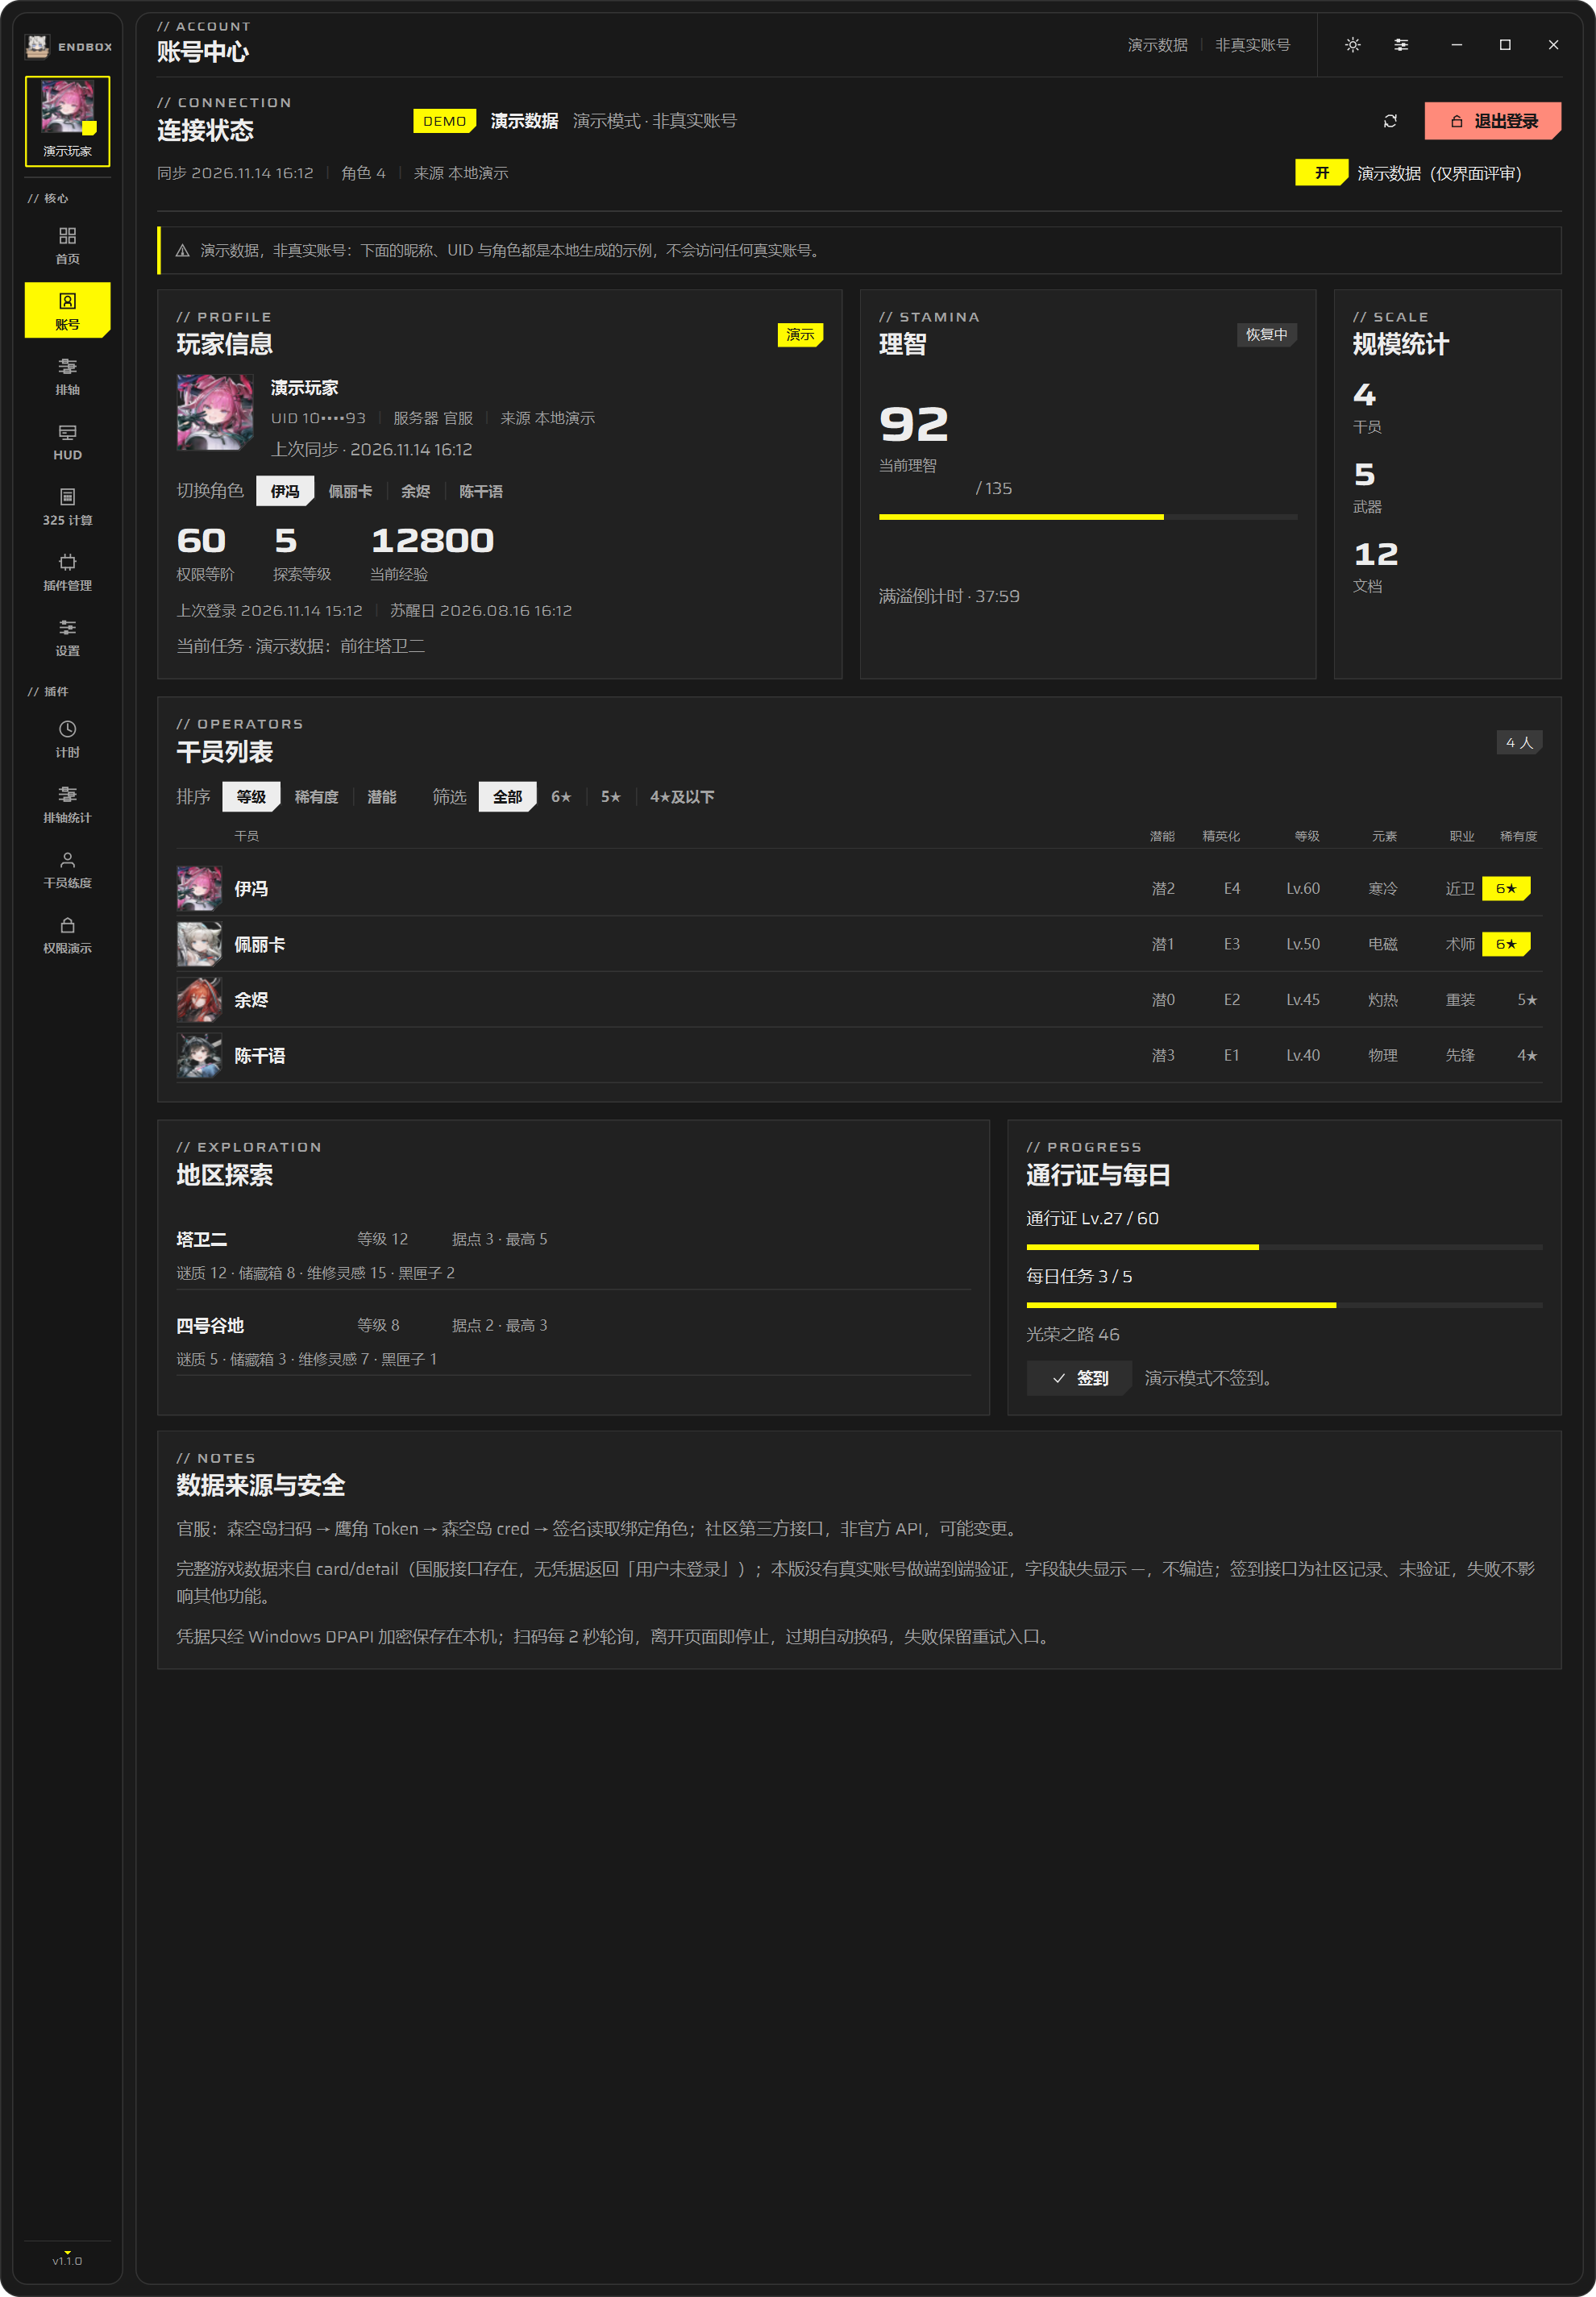 ENDBOX
演示玩家
// 核心
首页
账号
排轴
HUD
325 计算
插件管理
设置
// 插件
计时
排轴统计
干员练度
权限演示
v1.1.0
// ACCOUNT
账号中心
演示数据 非真实账号
// CONNECTION
连接状态
DEMO 演示数据 演示模式 · 非真实账号
退出登录
同步 2026.11.14 16:12 角色 4 来源 本地演示
开 演示数据（仅界面评审）
演示数据，非真实账号：下面的昵称、UID 与角色都是本地生成的示例，不会访问任何真实账号。
// PROFILE
玩家信息
演示
演示玩家
UID 10••••93 服务器 官服 来源 本地演示
上次同步 · 2026.11.14 16:12
切换角色 伊冯 佩丽卡 余烬 陈千语
60 5 12800
权限等阶 探索等级 当前经验
上次登录 2026.11.14 15:12 苏醒日 2026.08.16 16:12
当前任务 · 演示数据：前往塔卫二
// STAMINA
理智
恢复中
92
当前理智
/ 135
满溢倒计时 · 37:59
// SCALE
规模统计
4
干员
5
武器
12
文档
// OPERATORS
干员列表
4 人
排序 等级 稀有度 潜能 筛选 全部 6★ 5★ 4★及以下
干员 潜能 精英化 等级 元素 职业 稀有度
伊冯 潜2 E4 Lv.60 寒冷 近卫 6★
佩丽卡 潜1 E3 Lv.50 电磁 术师 6★
余烬 潜0 E2 Lv.45 灼热 重装 5★
陈千语 潜3 E1 Lv.40 物理 先锋 4★
// EXPLORATION
地区探索
塔卫二 等级 12 据点 3 · 最高 5
谜质 12 · 储藏箱 8 · 维修灵感 15 · 黑匣子 2
四号谷地 等级 8 据点 2 · 最高 3
谜质 5 · 储藏箱 3 · 维修灵感 7 · 黑匣子 1
// PROGRESS
通行证与每日
通行证 Lv.27 / 60
每日任务 3 / 5
光荣之路 46
签到 演示模式不签到。
// NOTES
数据来源与安全
官服：森空岛扫码 → 鹰角 Token → 森空岛 cred → 签名读取绑定角色；社区第三方接口，非官方 API，可能变更。
完整游戏数据来自 card/detail（国服接口存在，无凭据返回「用户未登录」）；本版没有真实账号做端到端验证，字段缺失显示 —，不编造；签到接口为社区记录、未验证，失败不影
响其他功能。
凭据只经 Windows DPAPI 加密保存在本机；扫码每 2 秒轮询，离开页面即停止，过期自动换码，失败保留重试入口。